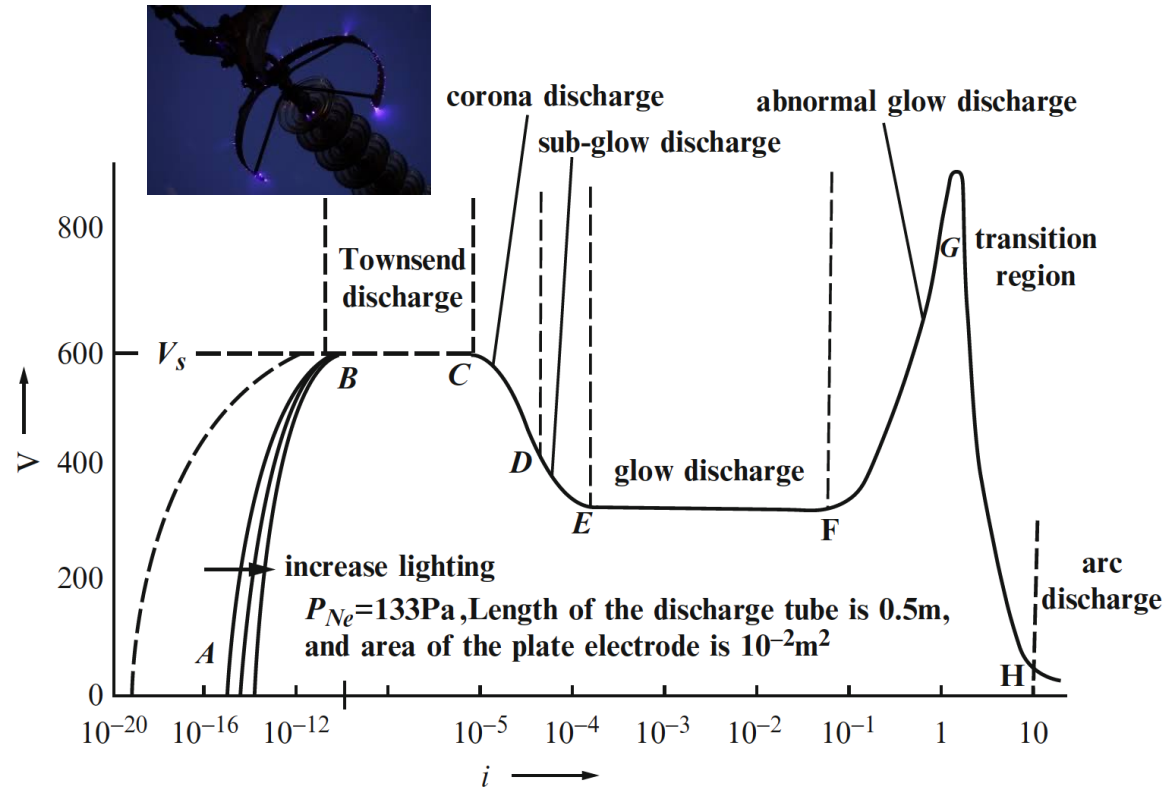 corona discharge
abnormal glow discharge
sub-glow discharge
800
Townsend
discharge
G
transition
region
600
Vs
B
C
V
400
D
glow discharge
E
F
200
increase lighting
arc
discharge
P_Ne=133Pa,Length of the discharge tube is 0.5m,
and area of the plate electrode is 10⁻²m²
A
H
0
10⁻²⁰ 10⁻¹⁶ 10⁻¹² 10⁻⁵ 10⁻⁴ 10⁻³ 10⁻² 10⁻¹ 1 10
i